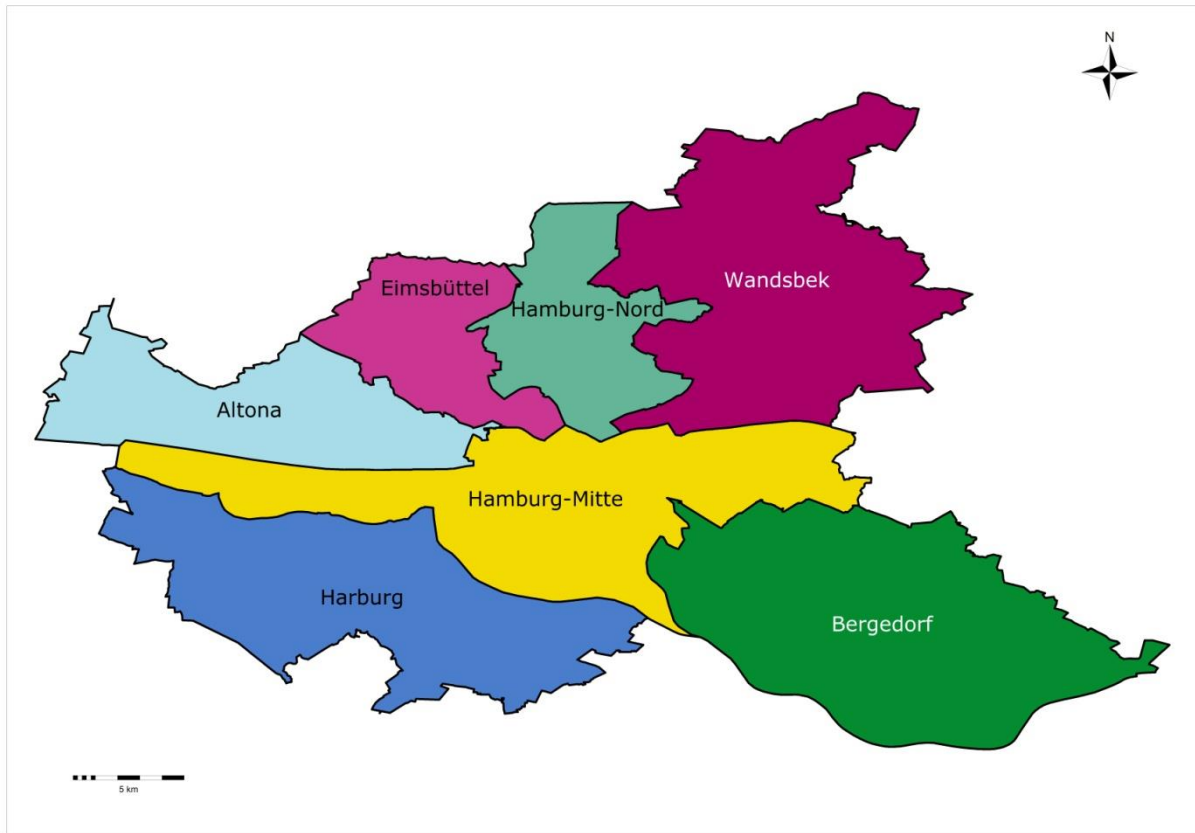 N
Wandsbek
Eimsbüttel
Hamburg-Nord
Altona
Hamburg-Mitte
Harburg
Bergedorf
5 km